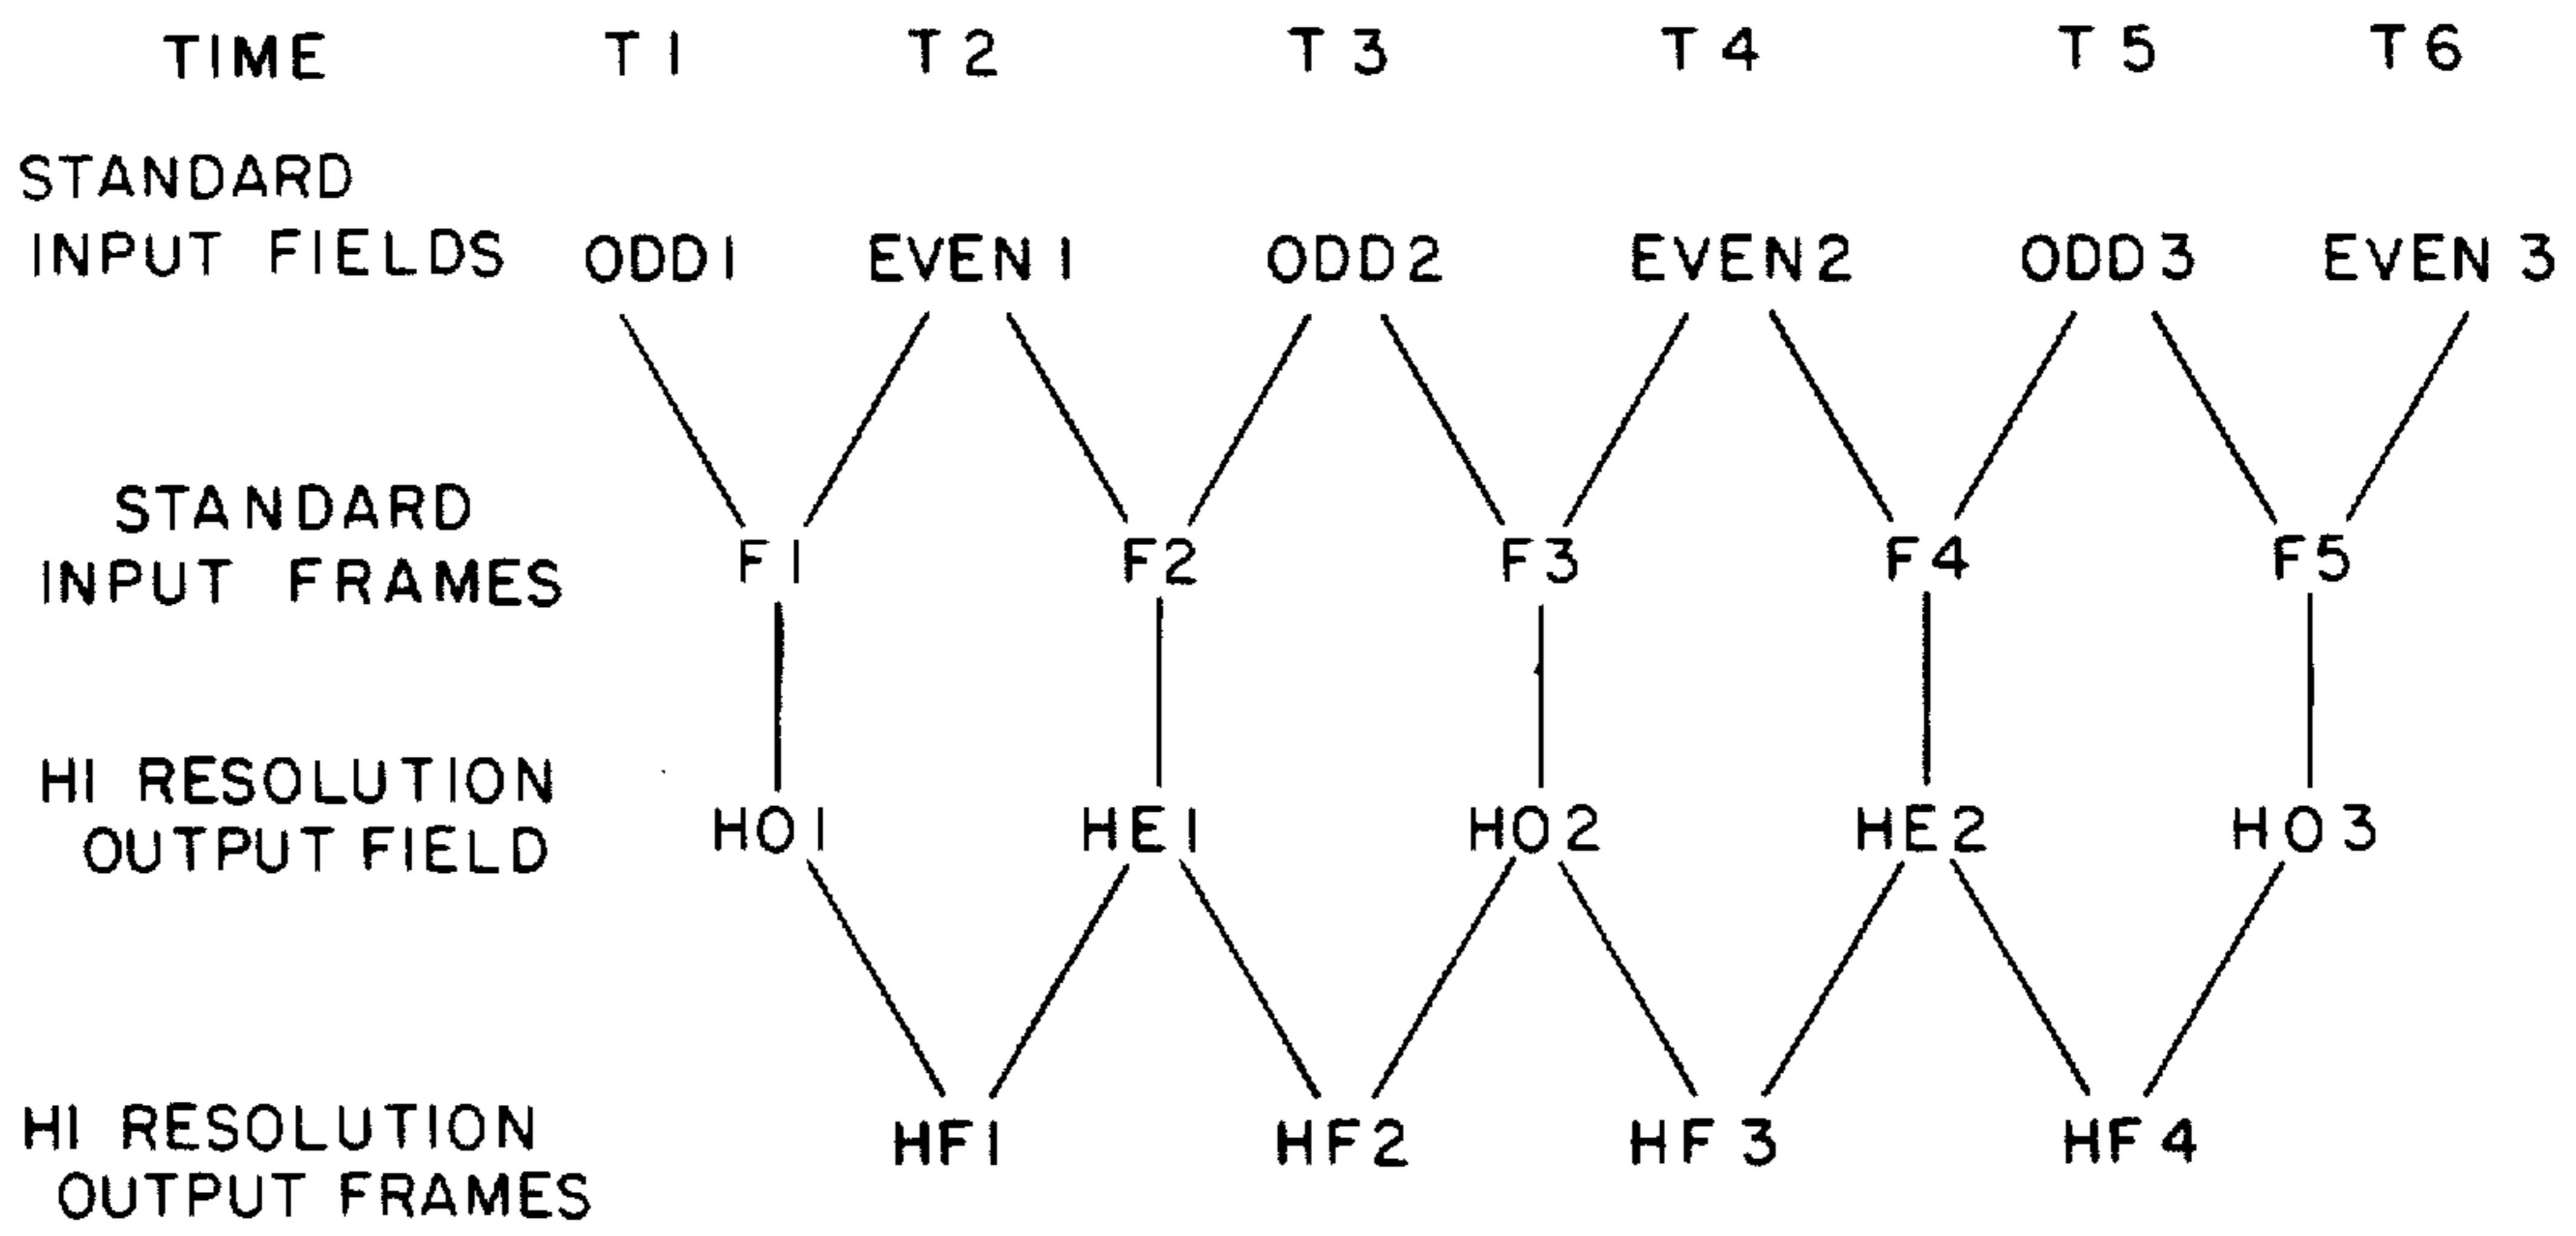 TIME T1 T2 T3 T4 T5 T6
STANDARD
INPUT FIELDS ODD1 EVEN1 ODD2 EVEN2 ODD3 EVEN3
STANDARD
INPUT FRAMES F1 F2 F3 F4 F5
HI RESOLUTION
OUTPUT FIELD HO1 HE1 HO2 HE2 HO3
HI RESOLUTION
OUTPUT FRAMES HF1 HF2 HF3 HF4